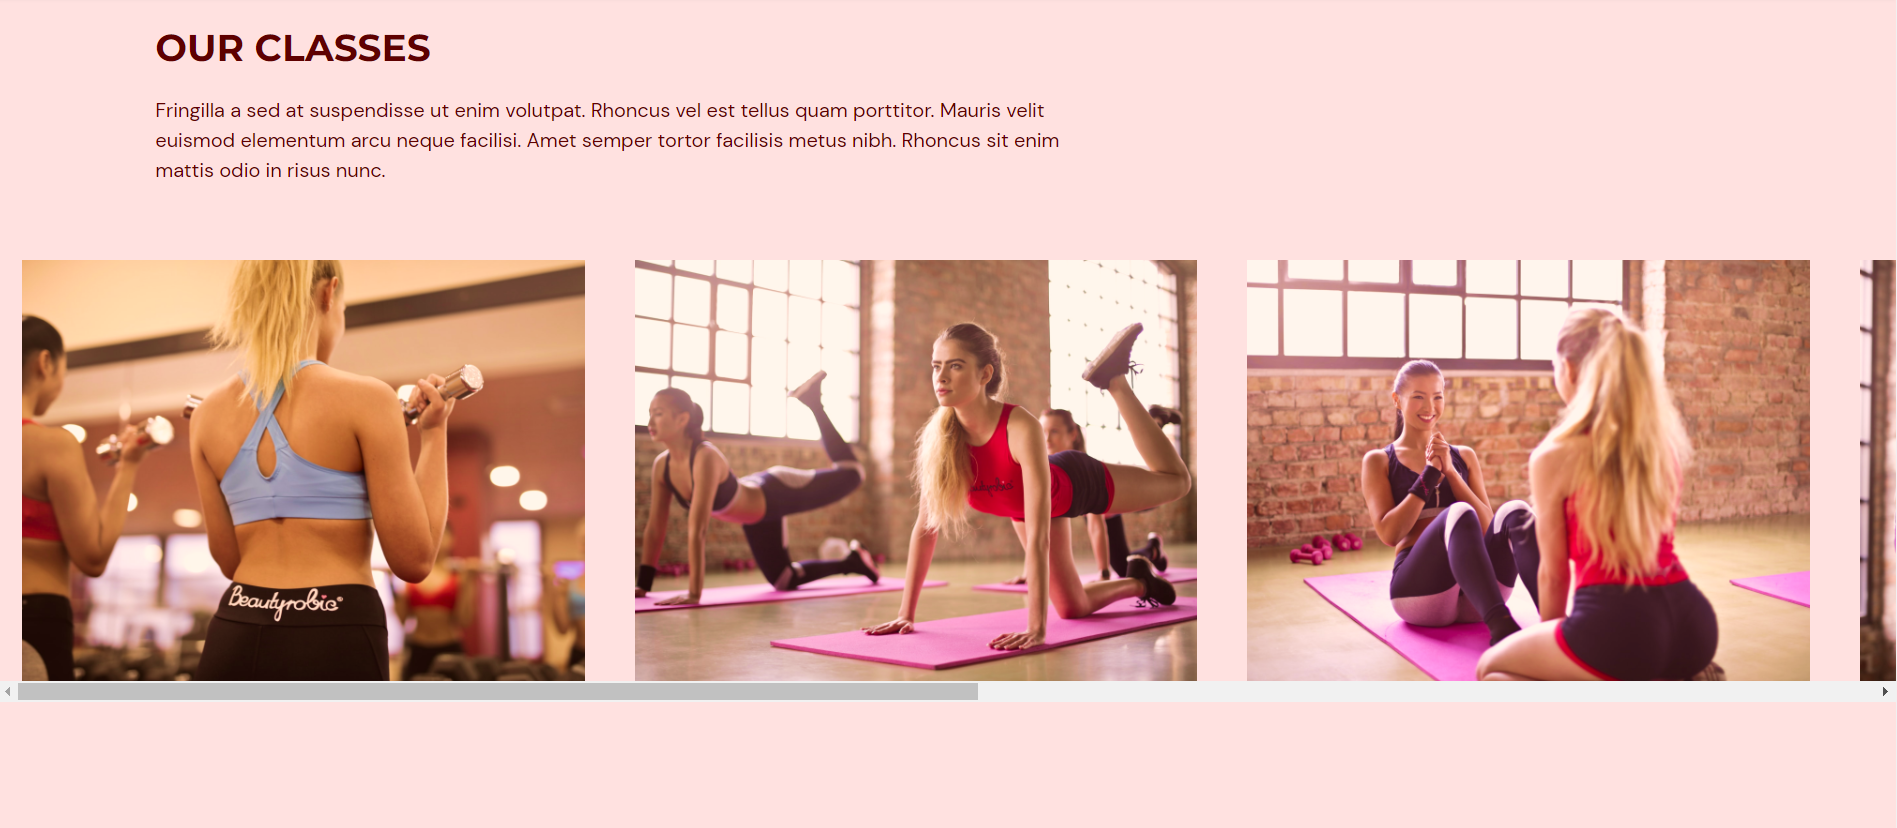 OUR CLASSES
Fringilla a sed at suspendisse ut enim volutpat. Rhoncus vel est tellus quam porttitor. Mauris velit
euismod elementum arcu neque facilisi. Amet semper tortor facilisis metus nibh. Rhoncus sit enim
mattis odio in risus nunc.
Beautyrobic®